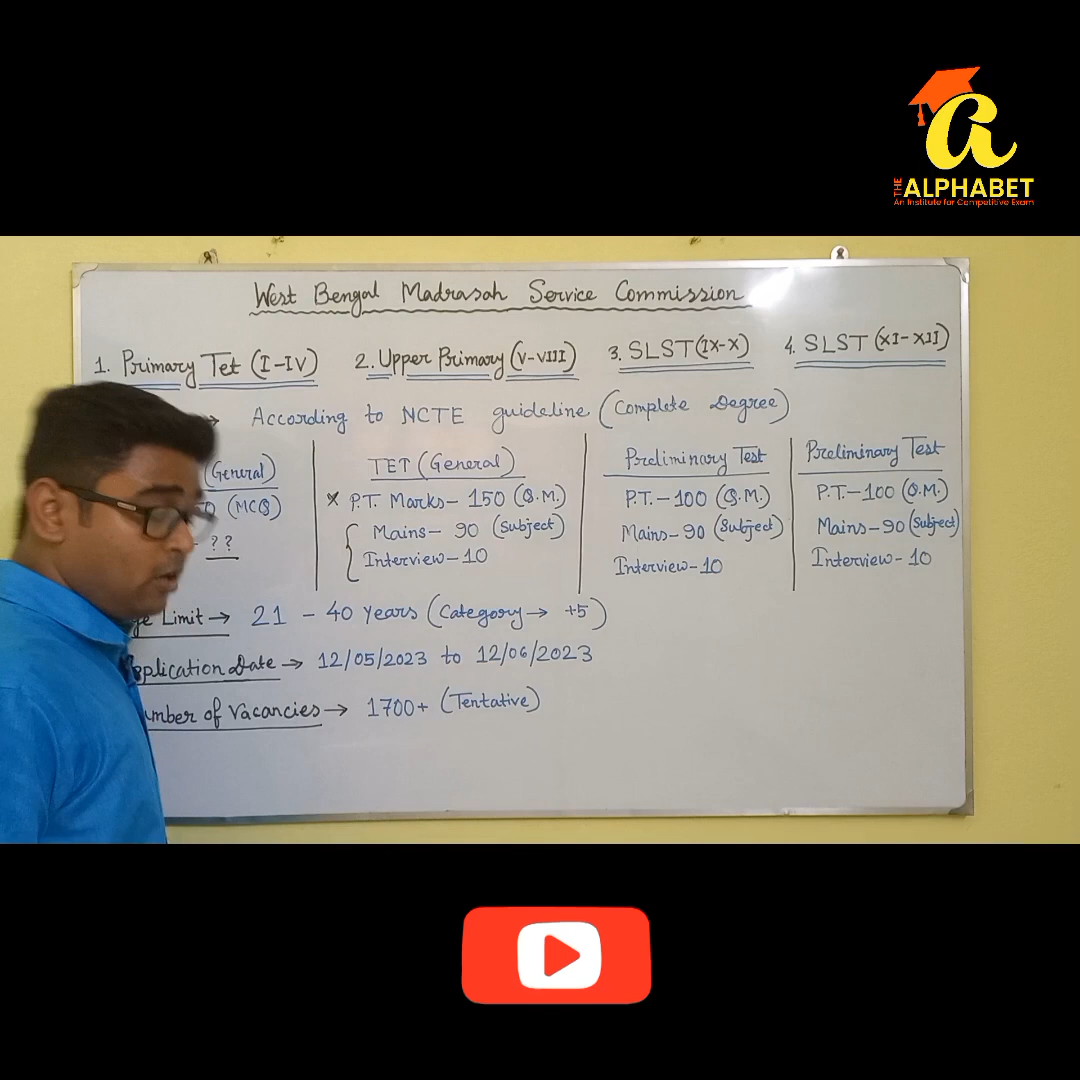 THE ALPHABET
An Institute for Competitive Exam
West Bengal Madrasah Service Commission
1. Primary Tet (I-IV) 2. Upper Primary (V-VIII) 3. SLST (IX-X) 4. SLST (XI-XII)
→ According to NCTE guideline (Complete Degree)
(General)
(MCQ)
- ??
TET (General)
× P.T. Marks- 150 (Q.M.)
Mains- 90 (Subject)
Interview-10
Preliminary Test
P.T.-100 (Q.M.)
Mains-90 (Subject)
Interview-10
Preliminary Test
P.T.-100 (Q.M.)
Mains-90 (Subject)
Interview-10
Limit → 21 - 40 Years (Category → +5)
pplication Date → 12/05/2023 to 12/06/2023
umber of Vacancies → 1700+ (Tentative)